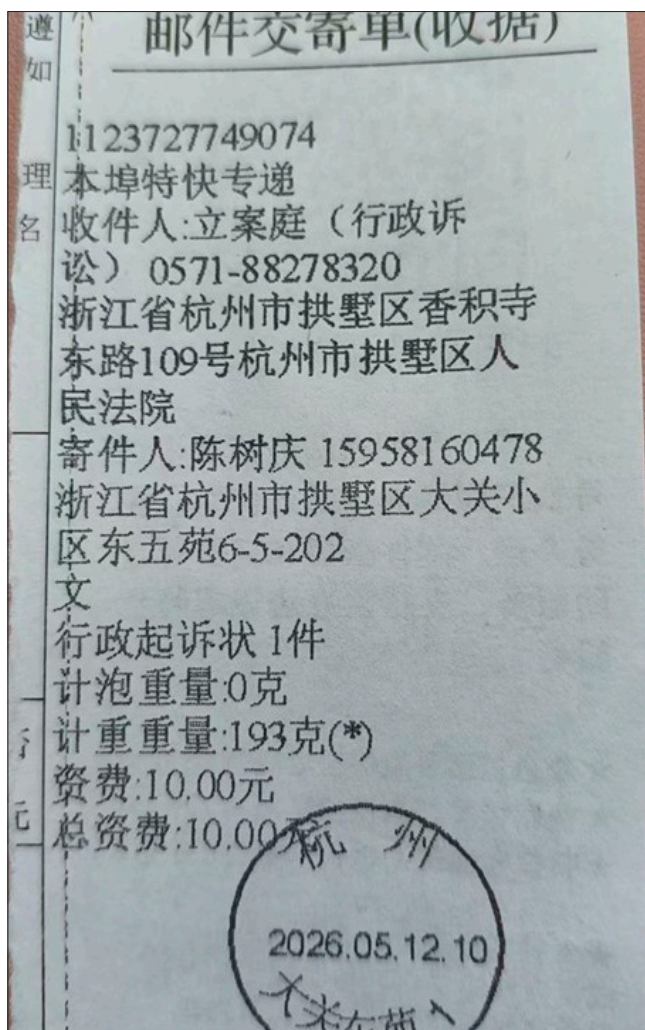 邮件交寄单(收据)
遵
如
理
名
1123727749074
本埠特快专递
收件人:立案庭（行政诉
讼） 0571-88278320
浙江省杭州市拱墅区香积寺
东路109号杭州市拱墅区人
民法院
寄件人:陈树庆 15958160478
浙江省杭州市拱墅区大关小
区东五苑6-5-202
文
行政起诉状 1件
计泡重量:0克
计重重量:193克(*)
资费:10.00元
元
总资费:10.00元
杭州
2026.05.12.10